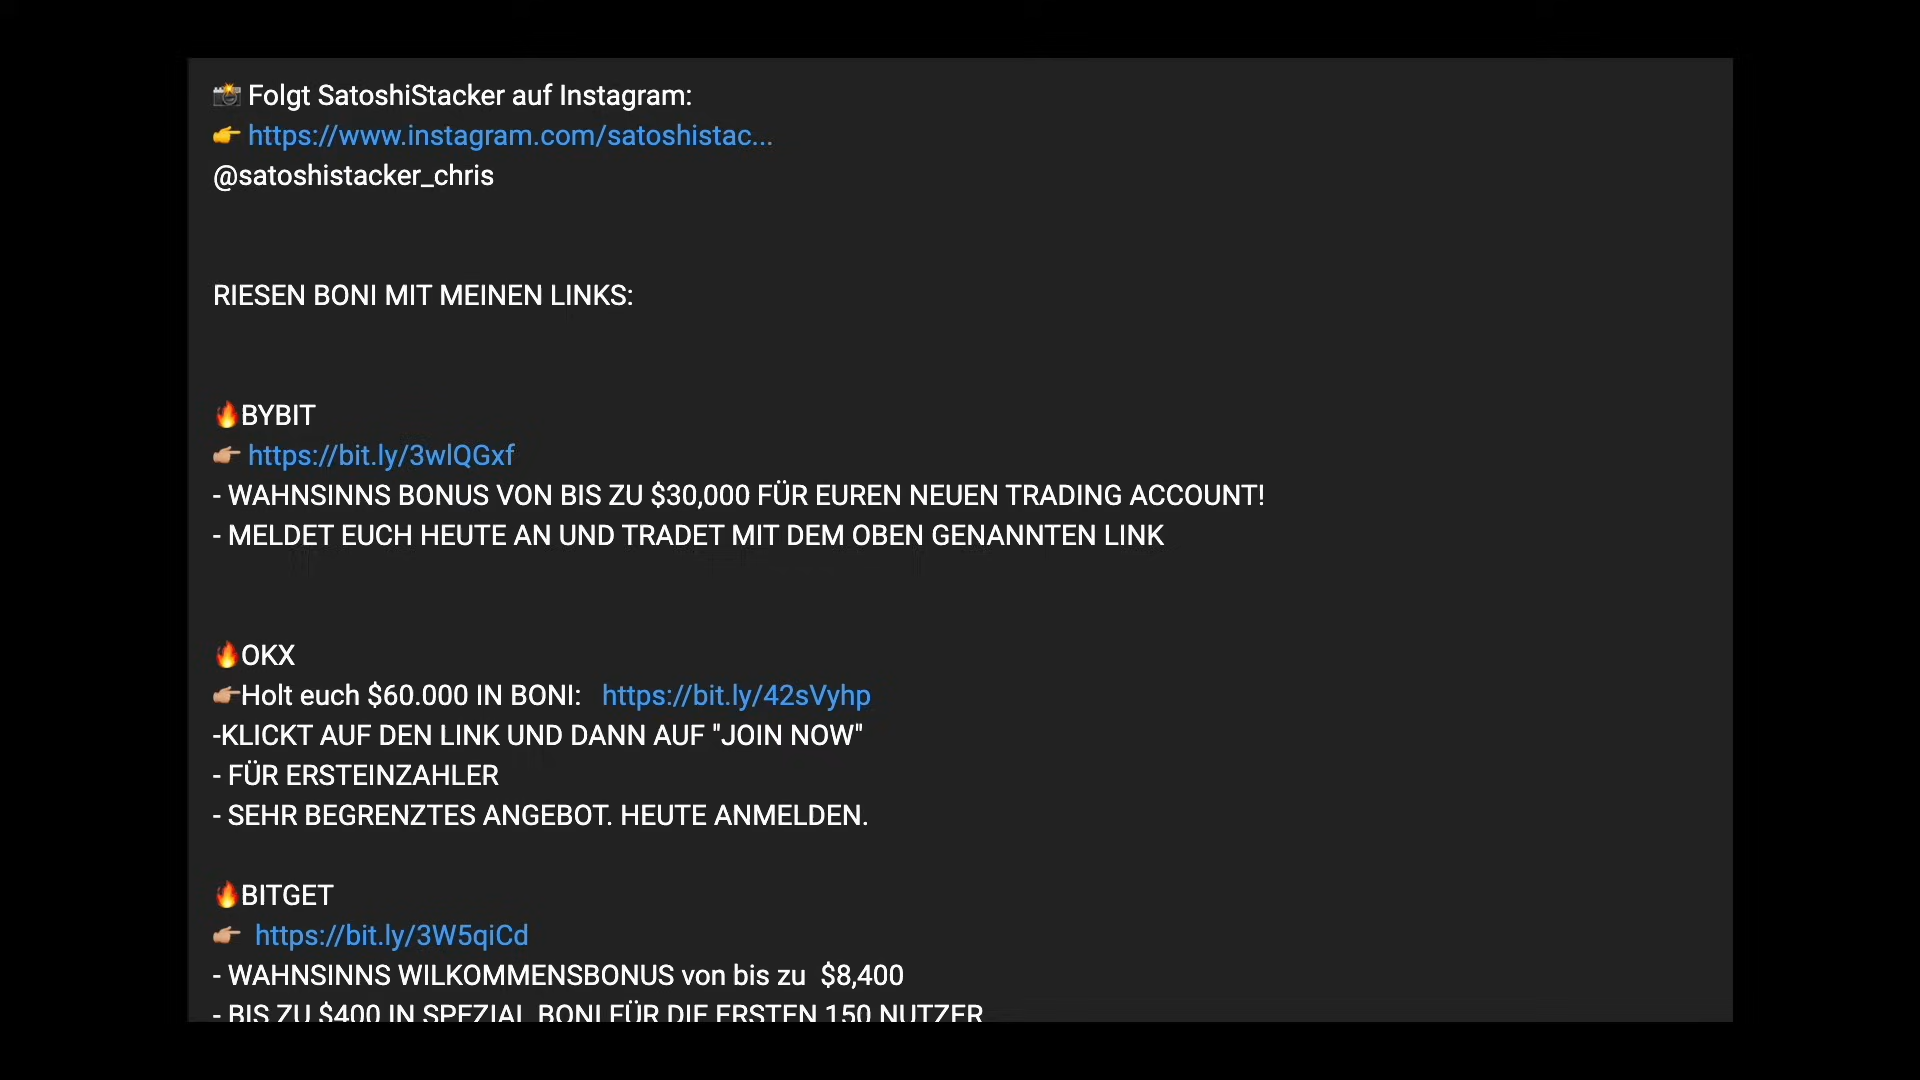 📸 Folgt SatoshiStacker auf Instagram:
👉 https://www.instagram.com/satoshistac...
@satoshistacker_chris
RIESEN BONI MIT MEINEN LINKS:
🔥BYBIT
👉🏼 https://bit.ly/3wlQGxf
- WAHNSINNS BONUS VON BIS ZU $30,000 FÜR EUREN NEUEN TRADING ACCOUNT!
- MELDET EUCH HEUTE AN UND TRADET MIT DEM OBEN GENANNTEN LINK
🔥OKX
👉🏼Holt euch $60.000 IN BONI: https://bit.ly/42sVyhp
-KLICKT AUF DEN LINK UND DANN AUF "JOIN NOW"
- FÜR ERSTEINZAHLER
- SEHR BEGRENZTES ANGEBOT. HEUTE ANMELDEN.
🔥BITGET
👉🏼 https://bit.ly/3W5qiCd
- WAHNSINNS WILKOMMENSBONUS von bis zu $8,400
- BIS ZU $400 IN SPEZIAL BONI FÜR DIE ERSTEN 150 NUTZER